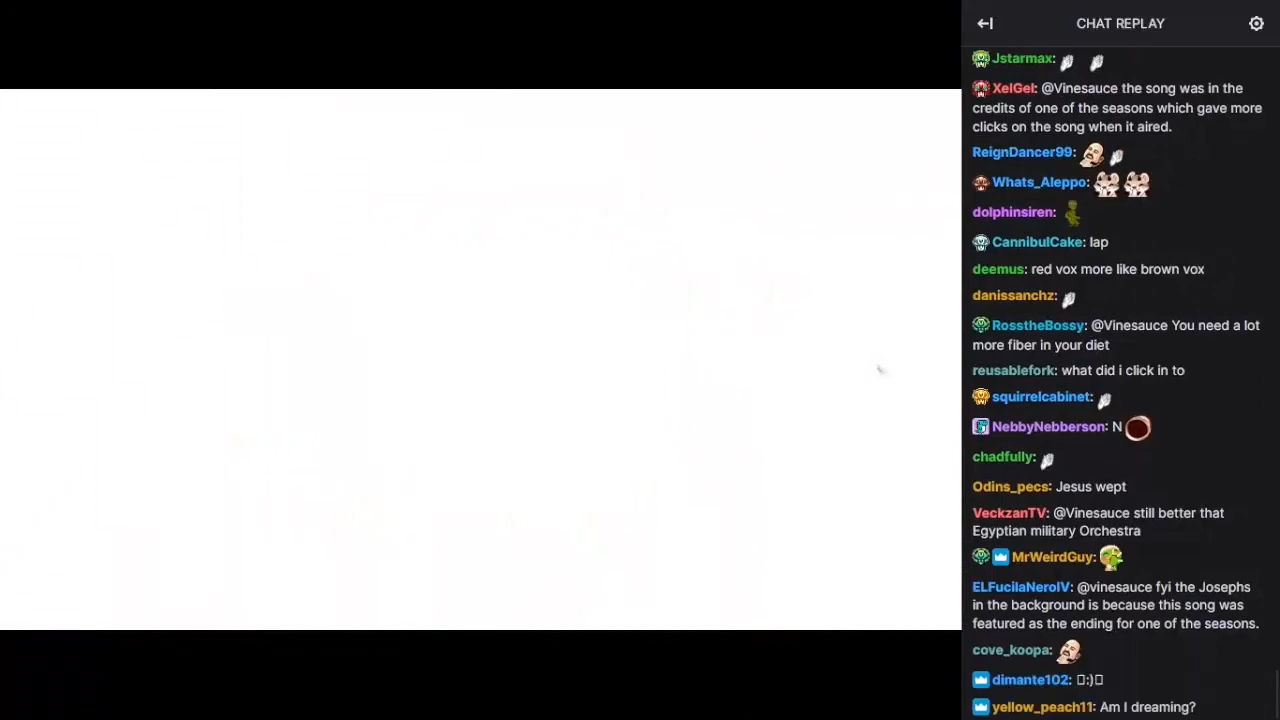 CHAT REPLAY
Jstarmax:
XelGel: @Vinesauce the song was in the
credits of one of the seasons which gave more
clicks on the song when it aired.
ReignDancer99:
Whats_Aleppo:
dolphinsiren:
CannibulCake: lap
deemus: red vox more like brown vox
danissanchz:
RosstheBossy: @Vinesauce You need a lot
more fiber in your diet
reusablefork: what did i click in to
squirrelcabinet:
NebbyNebberson: N
chadfully:
Odins_pecs: Jesus wept
VeckzanTV: @Vinesauce still better that
Egyptian military Orchestra
MrWeirdGuy:
ELFucilaNeroIV: @vinesauce fyi the Josephs
in the background is because this song was
featured as the ending for one of the seasons.
cove_koopa:
dimante102: :)
yellow_peach11: Am I dreaming?